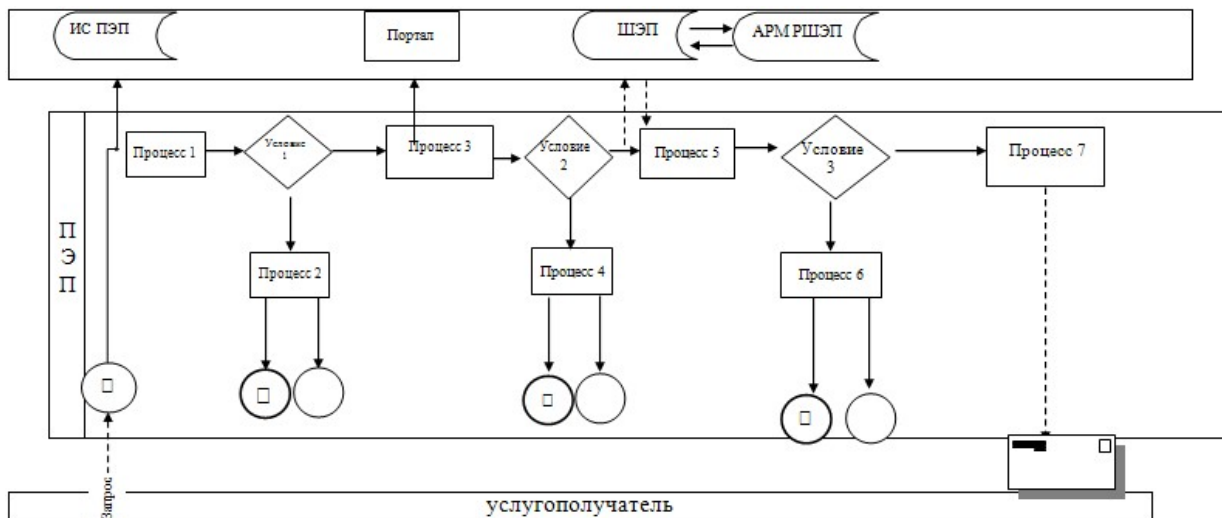 ИС ПЭП
Портал
ШЭП
АРМ РШЭП
Процесс 1
Условие
1
Процесс 3
Условие
2
Процесс 5
Условие
3
Процесс 7
П
Э
П
Процесс 2
Процесс 4
Процесс 6
Запрос
услугополучатель